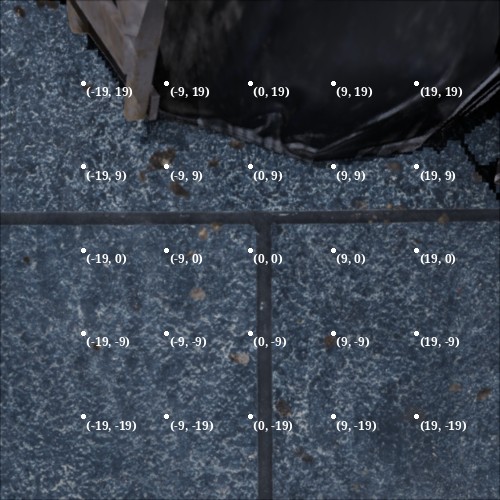 (-19, 19) (-9, 19) (0, 19) (9, 19) (19, 19)
(-19, 9) (-9, 9) (0, 9) (9, 9) (19, 9)
(-19, 0) (-9, 0) (0, 0) (9, 0) (19, 0)
(-19, -9) (-9, -9) (0, -9) (9, -9) (19, -9)
(-19, -19) (-9, -19) (0, -19) (9, -19) (19, -19)